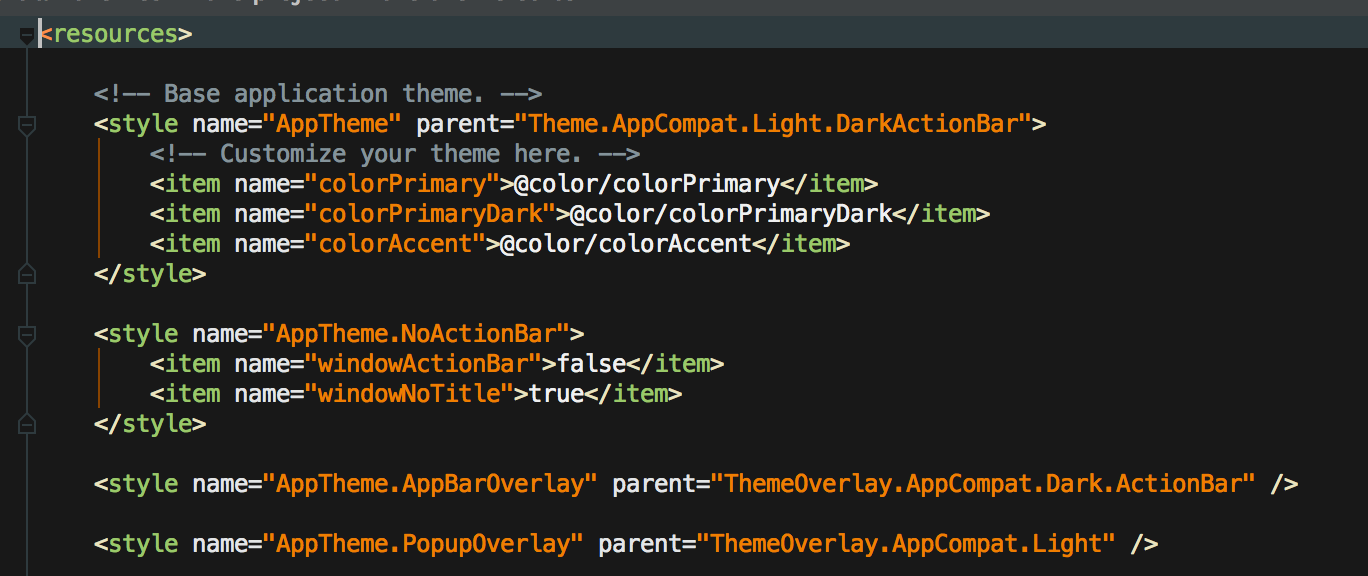 <resources>
<!-- Base application theme. -->
<style name="AppTheme" parent="Theme.AppCompat.Light.DarkActionBar">
<!-- Customize your theme here. -->
<item name="colorPrimary">@color/colorPrimary</item>
<item name="colorPrimaryDark">@color/colorPrimaryDark</item>
<item name="colorAccent">@color/colorAccent</item>
</style>
<style name="AppTheme.NoActionBar">
<item name="windowActionBar">false</item>
<item name="windowNoTitle">true</item>
</style>
<style name="AppTheme.AppBarOverlay" parent="ThemeOverlay.AppCompat.Dark.ActionBar" />
<style name="AppTheme.PopupOverlay" parent="ThemeOverlay.AppCompat.Light" />